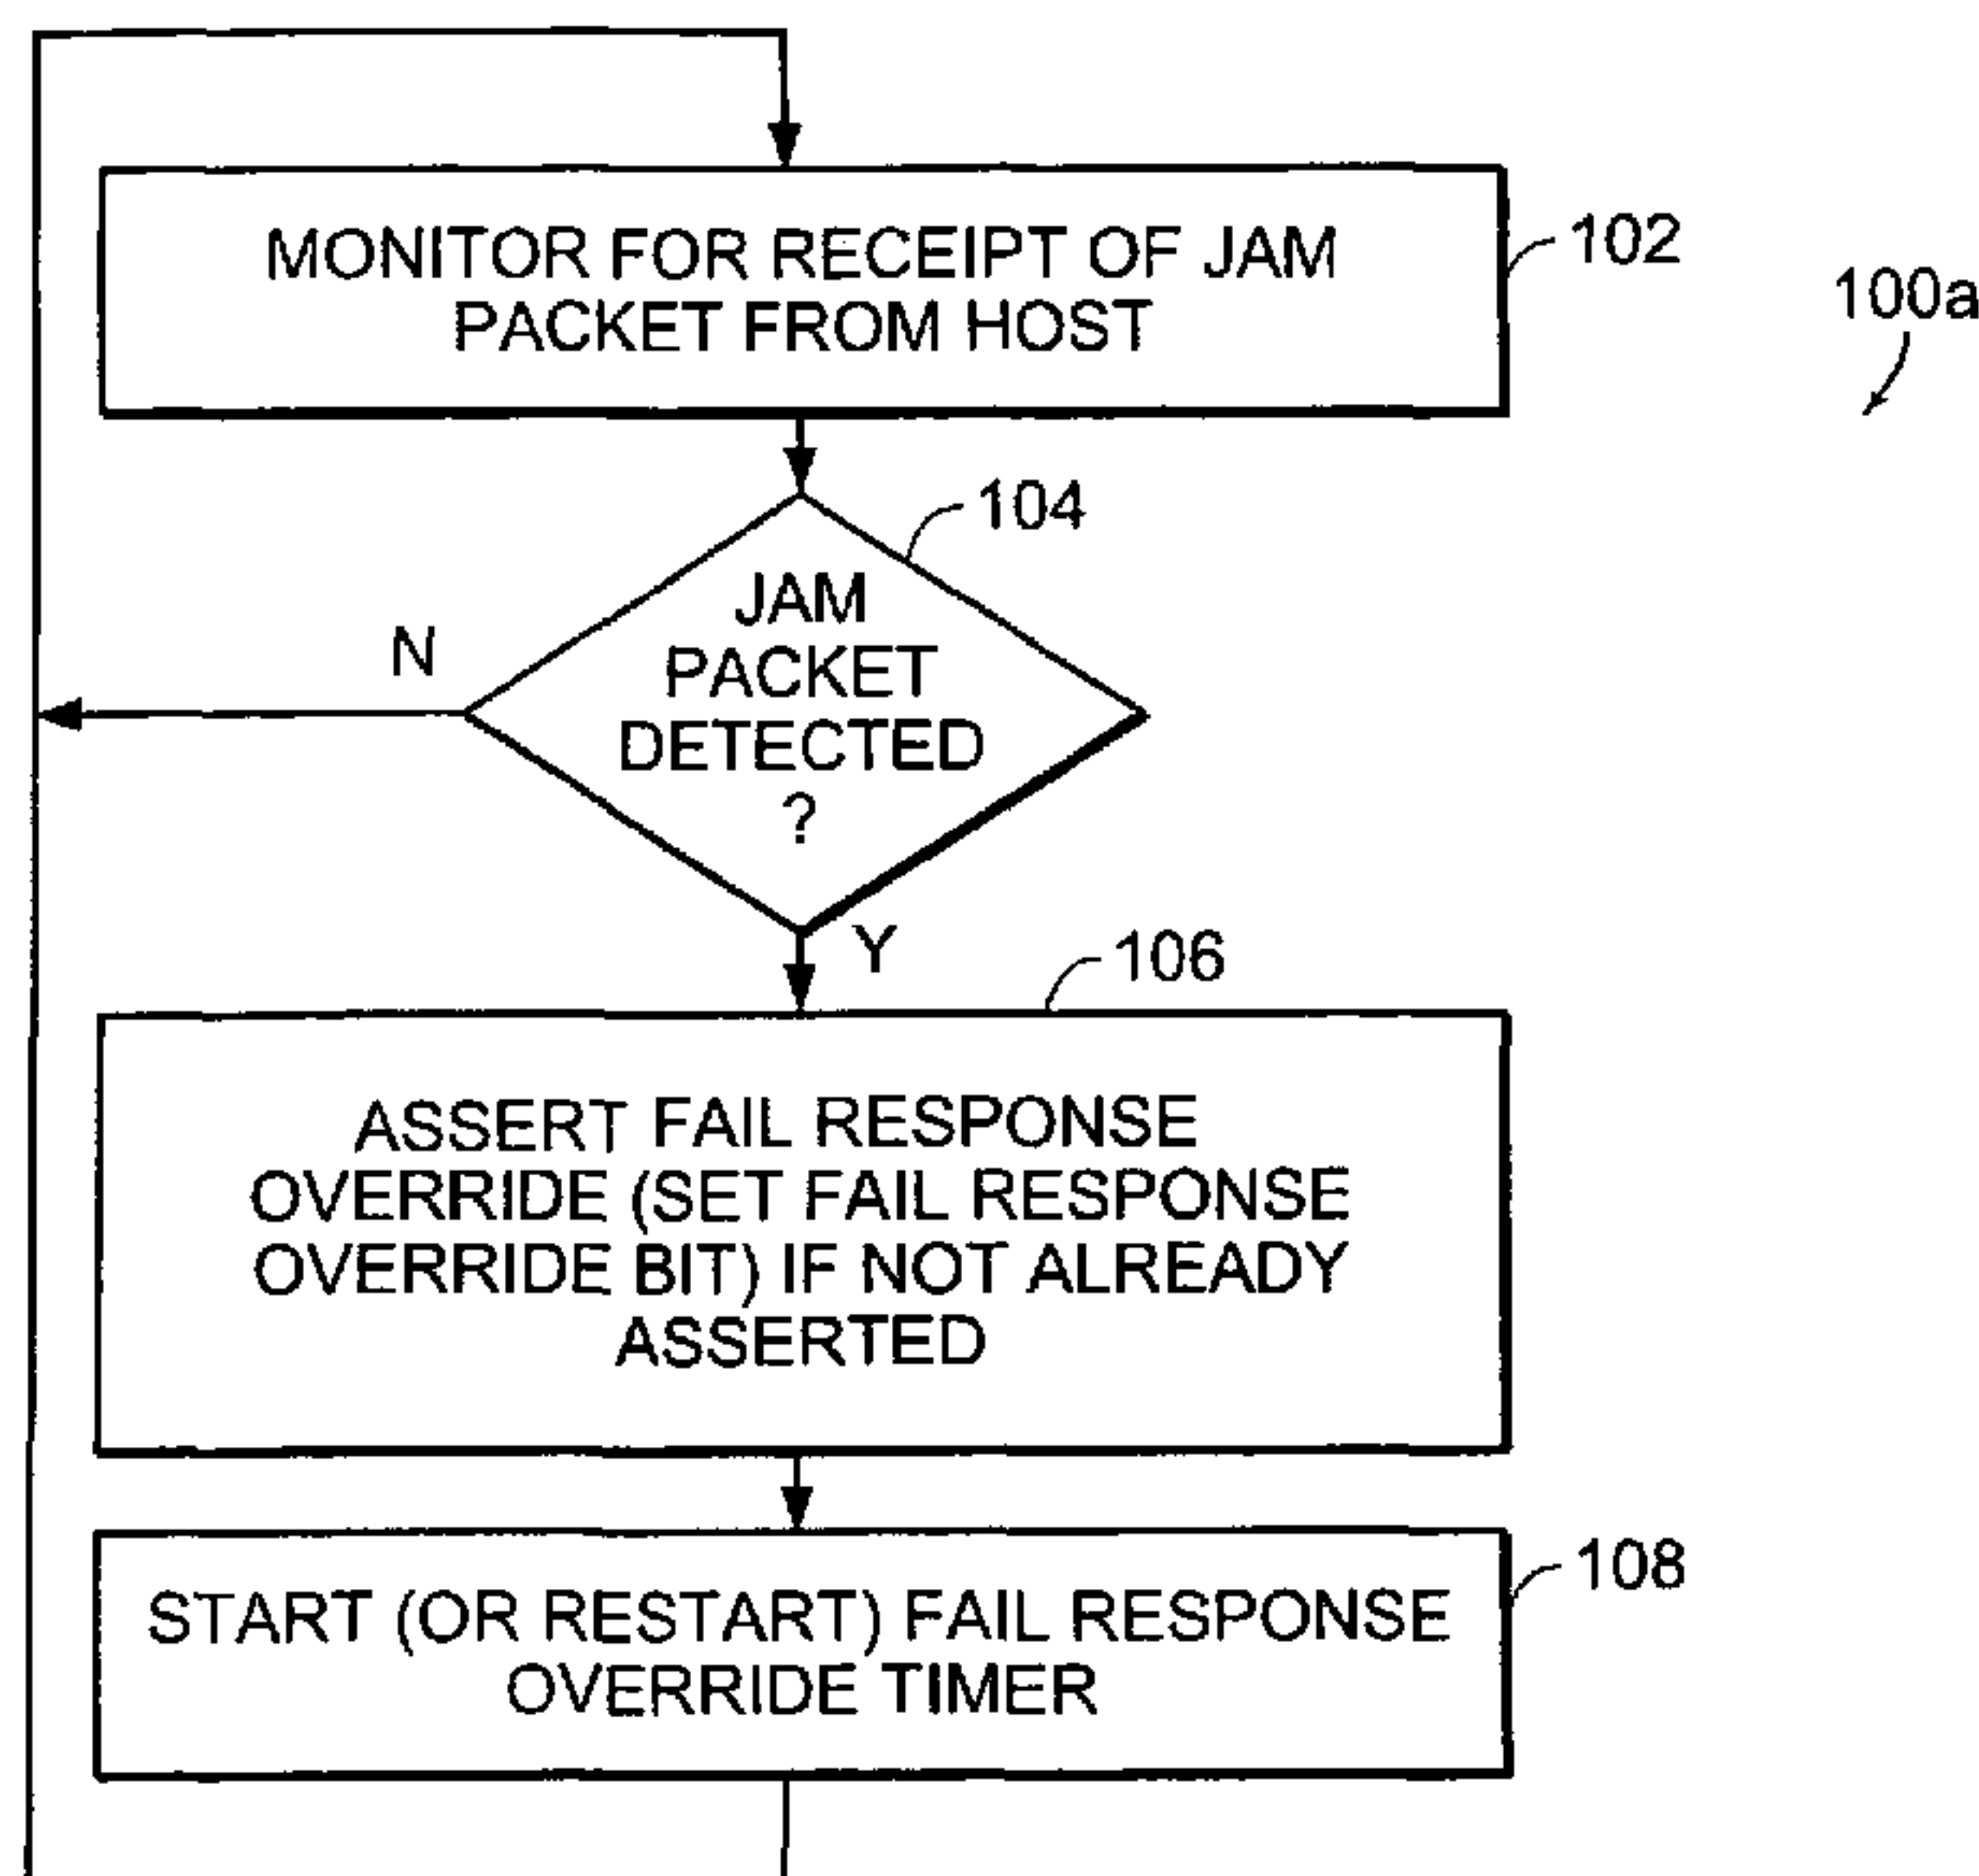 MONITOR FOR RECEIPT OF JAM
PACKET FROM HOST
102
100a
104
JAM
PACKET
DETECTED
?
N
Y
106
ASSERT FAIL RESPONSE
OVERRIDE (SET FAIL RESPONSE
OVERRIDE BIT) IF NOT ALREADY
ASSERTED
108
START (OR RESTART) FAIL RESPONSE
OVERRIDE TIMER